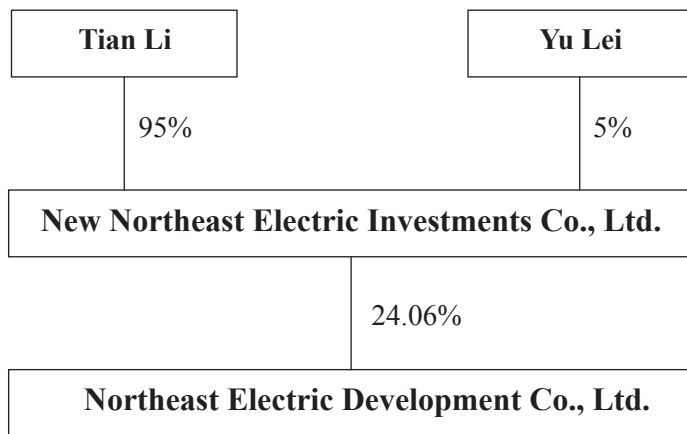 Tian Li
Yu Lei
95%
5%
New Northeast Electric Investments Co., Ltd.
24.06%
Northeast Electric Development Co., Ltd.